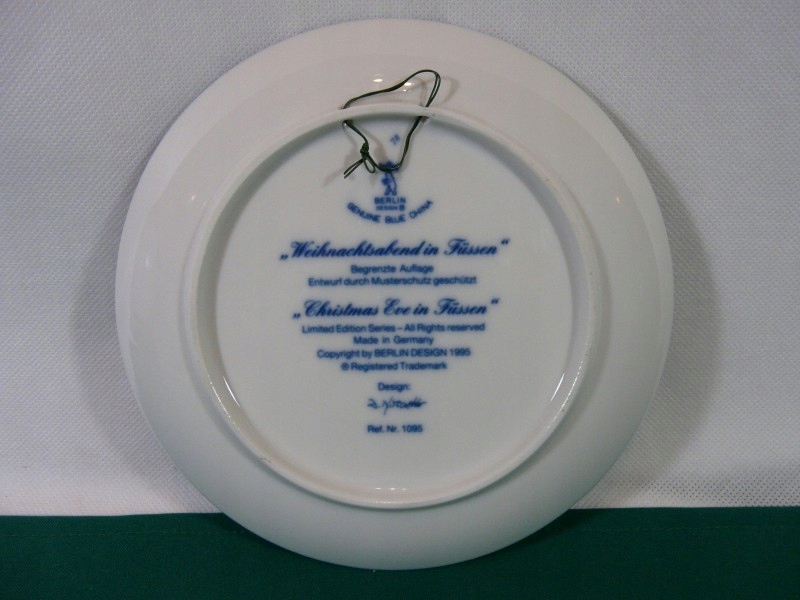 BERLIN
DESIGN ®
GENUINE BLUE CHINA
„Weihnachtsabend in Füssen“
Begrenzte Auflage
Entwurf durch Musterschutz geschützt
„Christmas Eve in Füssen“
Limited Edition Series – All Rights reserved
Made in Germany
Copyright by BERLIN DESIGN 1995
® Registered Trademark
Design:
Ref. Nr. 1095